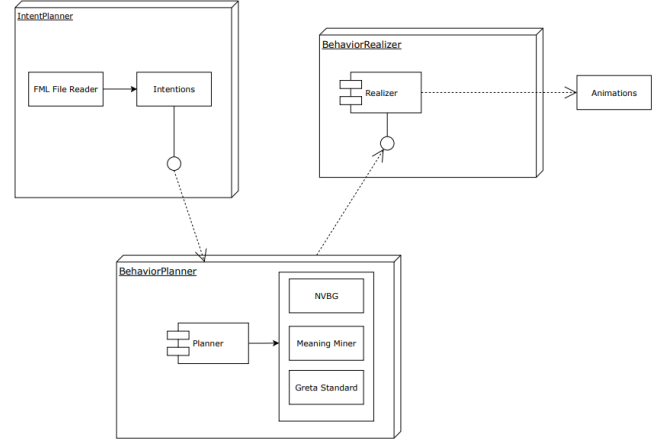 IntentPlanner
FML File Reader
Intentions
BehaviorRealizer
Realizer
Animations
BehaviorPlanner
Planner
NVBG
Meaning Miner
Greta Standard